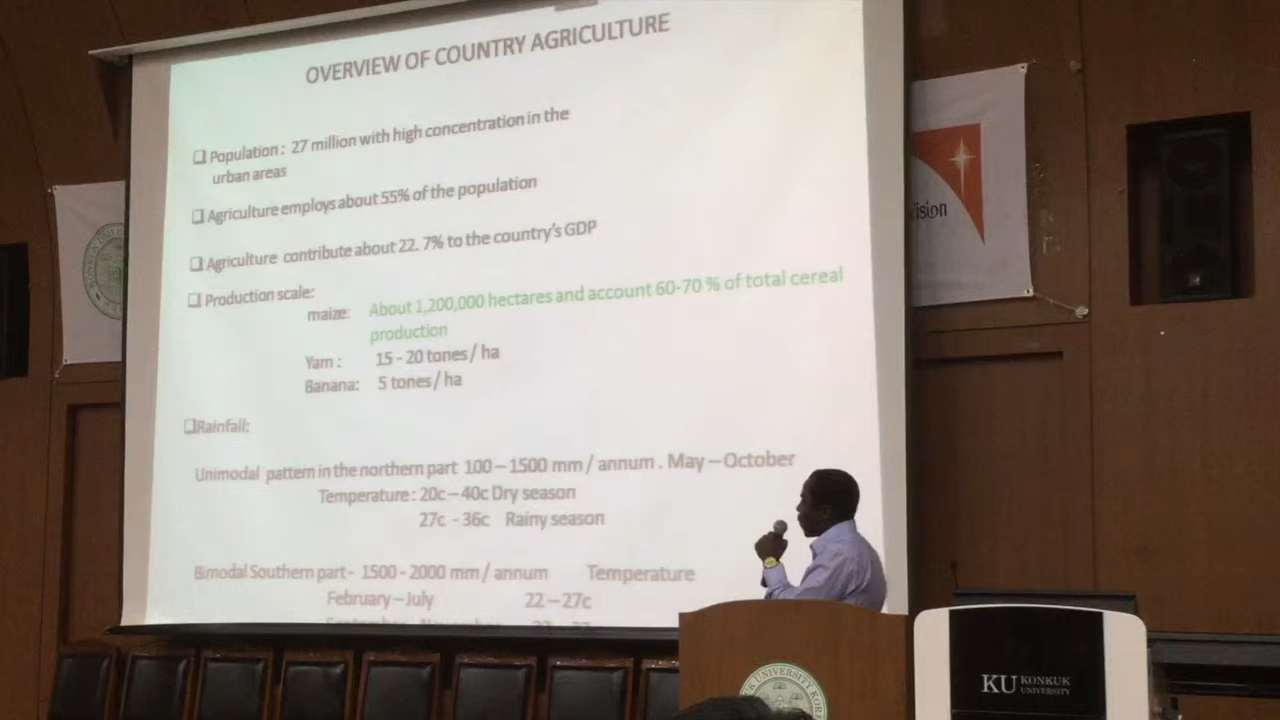 OVERVIEW OF COUNTRY AGRICULTURE
Population : 27 million with high concentration in the
urban areas
Agriculture employs about 55% of the population
Agriculture contribute about 22. 7% to the country's GDP
Production scale:
maize: About 1,200,000 hectares and account 60-70 % of total cereal
production
Yam : 15 - 20 tones / ha
Banana: 5 tones / ha
Rainfall:
Unimodal pattern in the northern part 100 – 1500 mm / annum . May – October
Temperature : 20c – 40c Dry season
27c - 36c Rainy season
Bimodal Southern part - 1500 - 2000 mm / annum Temperature
February – July 22 – 27c
ision
UNIVERSITY
KU KONKUK
UNIVERSITY